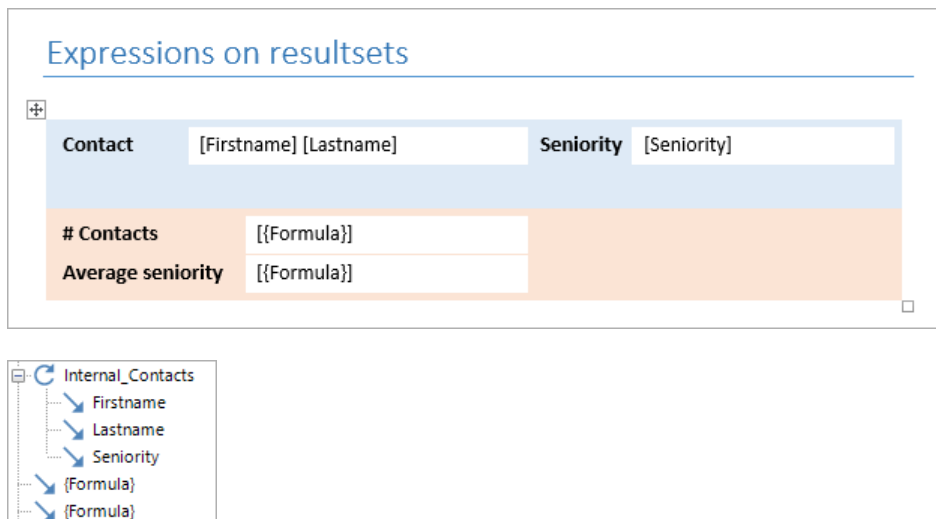 Expressions on resultsets
Contact [Firstname] [Lastname] Seniority [Seniority]
# Contacts [{Formula}]
Average seniority [{Formula}]
Internal_Contacts
Firstname
Lastname
Seniority
{Formula}
{Formula}